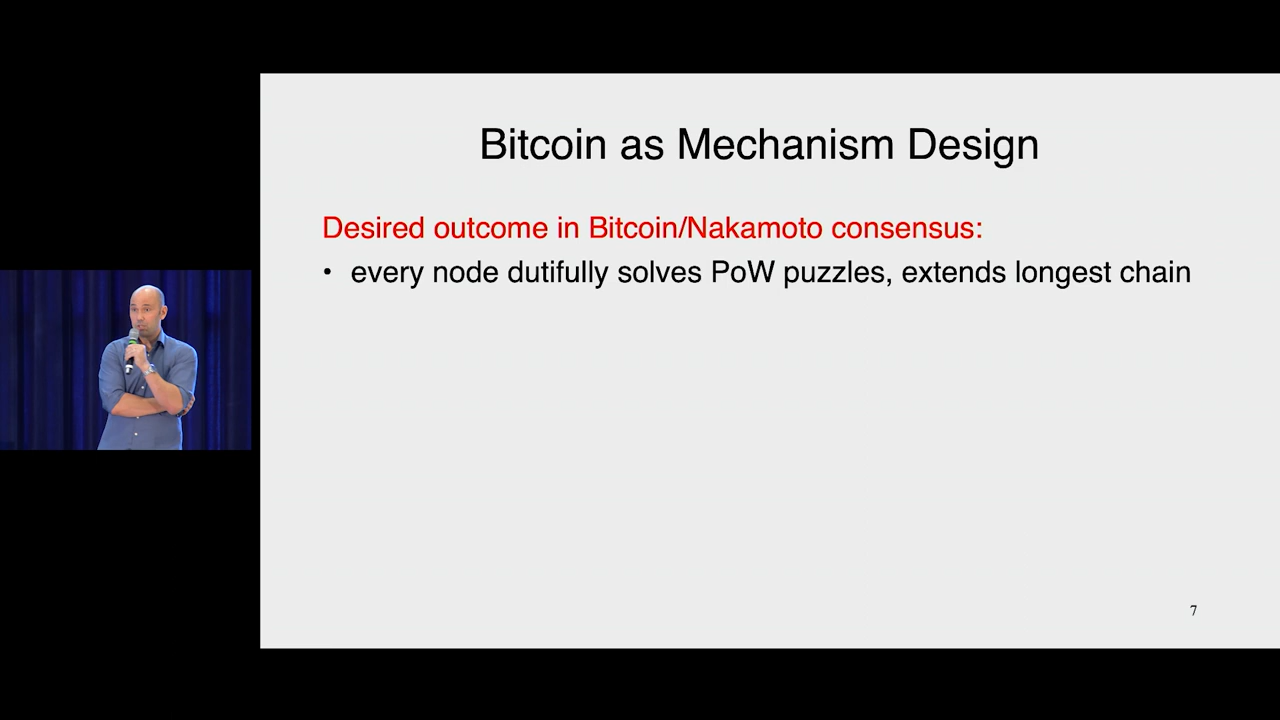 Bitcoin as Mechanism Design
Desired outcome in Bitcoin/Nakamoto consensus:
• every node dutifully solves PoW puzzles, extends longest chain
7